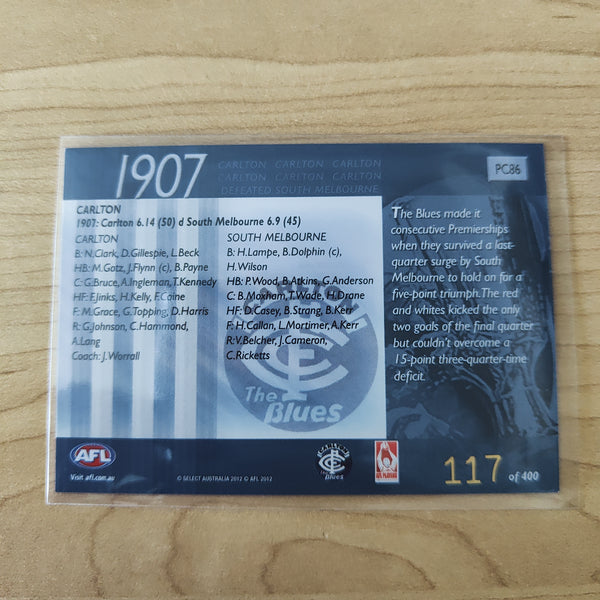 1907
CARLTON CARLTON CARLTON
CARLTON CARLTON CARLTON
DEFEATED SOUTH MELBOURNE
PC86
CARLTON
1907: Carlton 6.14 (50) d South Melbourne 6.9 (45)
CARLTON
B: N.Clark, D.Gillespie, L.Beck
HB: M.Gotz, J.Flynn (c), B.Payne
C: G.Bruce, A.Ingleman, T.Kennedy
HF: F.Jinks, H.Kelly, F.Caine
F: M.Grace, G.Topping, D.Harris
R: G.Johnson, C.Hammond,
A.Lang
Coach: J.Worrall
SOUTH MELBOURNE
B: H.Lampe, B.Dolphin (c),
H.Wilson
HB: P.Wood, B.Atkins, G.Anderson
C: B.Moxham, T.Wade, H.Drane
HF: D.Casey, B.Strang, B.Kerr
F: H.Callan, L.Mortimer, A.Kerr
R: V.Belcher, J.Cameron,
C.Ricketts
The Blues
The Blues made it
consecutive Premierships
when they survived a last-
quarter surge by South
Melbourne to hold on for a
five-point triumph. The red
and whites kicked the only
two goals of the final quarter
but couldn't overcome a
15-point three-quarter-time
deficit.
AFL
Visit afl.com.au
© SELECT AUSTRALIA 2012 © AFL 2012
CARLTON
The Blues
AFL PLAYERS
117 of 400